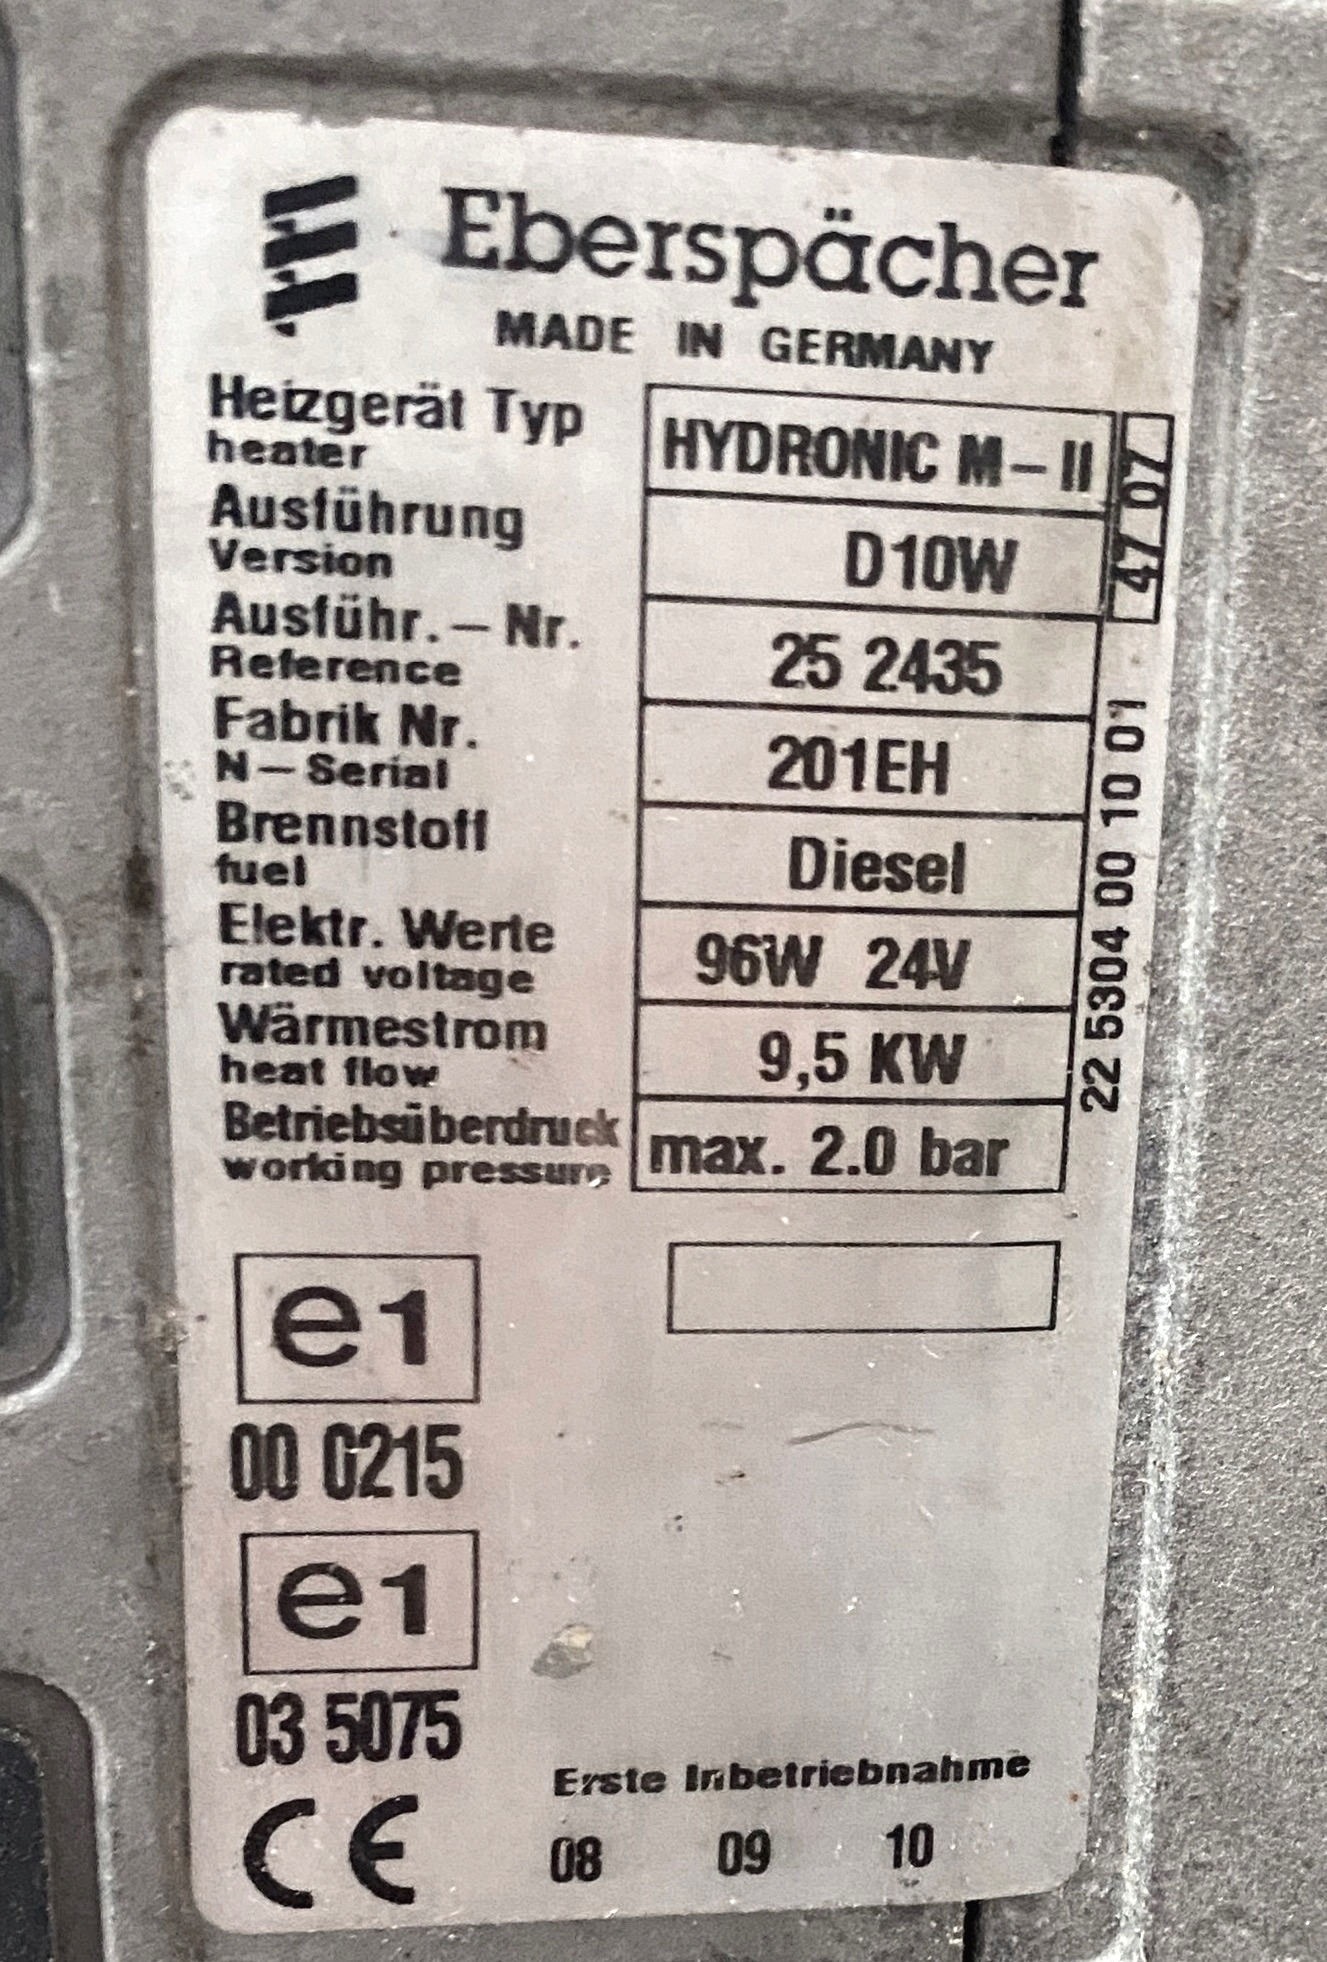 Eberspächer
MADE IN GERMANY
Heizgerät Typ
heater
HYDRONIC M-II
Ausführung
Version
D10W
Ausführ.-Nr.
Reference
25 2435
Fabrik Nr.
N-Serial
201EH
Brennstoff
fuel
Diesel
Elektr. Werte
rated voltage
96W 24V
Wärmestrom
heat flow
9,5 KW
Betriebsüberdruck
working pressure
max. 2.0 bar
47 07
22 5304 00 10 01
e1
00 0215
e1
03 5075
CE
Erste Inbetriebnahme
08 09 10